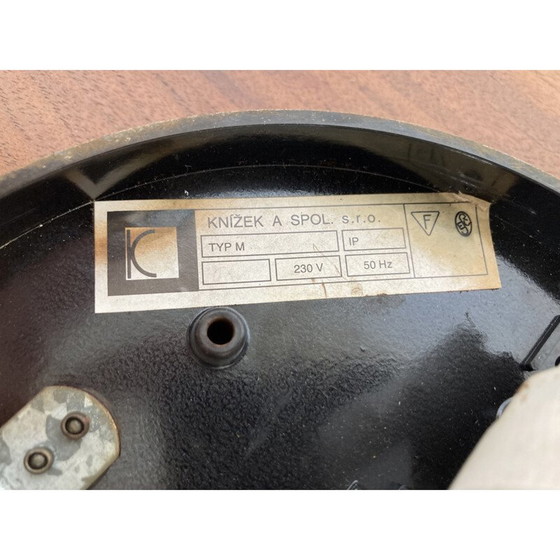 K
KNÍŽEK A SPOL. s.r.o.
TYP M
IP
230 V
50 Hz
F